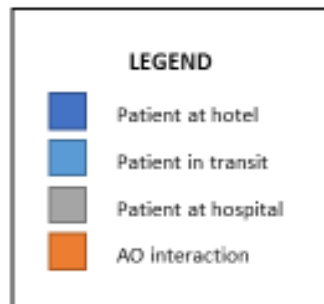 LEGEND
Patient at hotel
Patient in transit
Patient at hospital
AO interaction